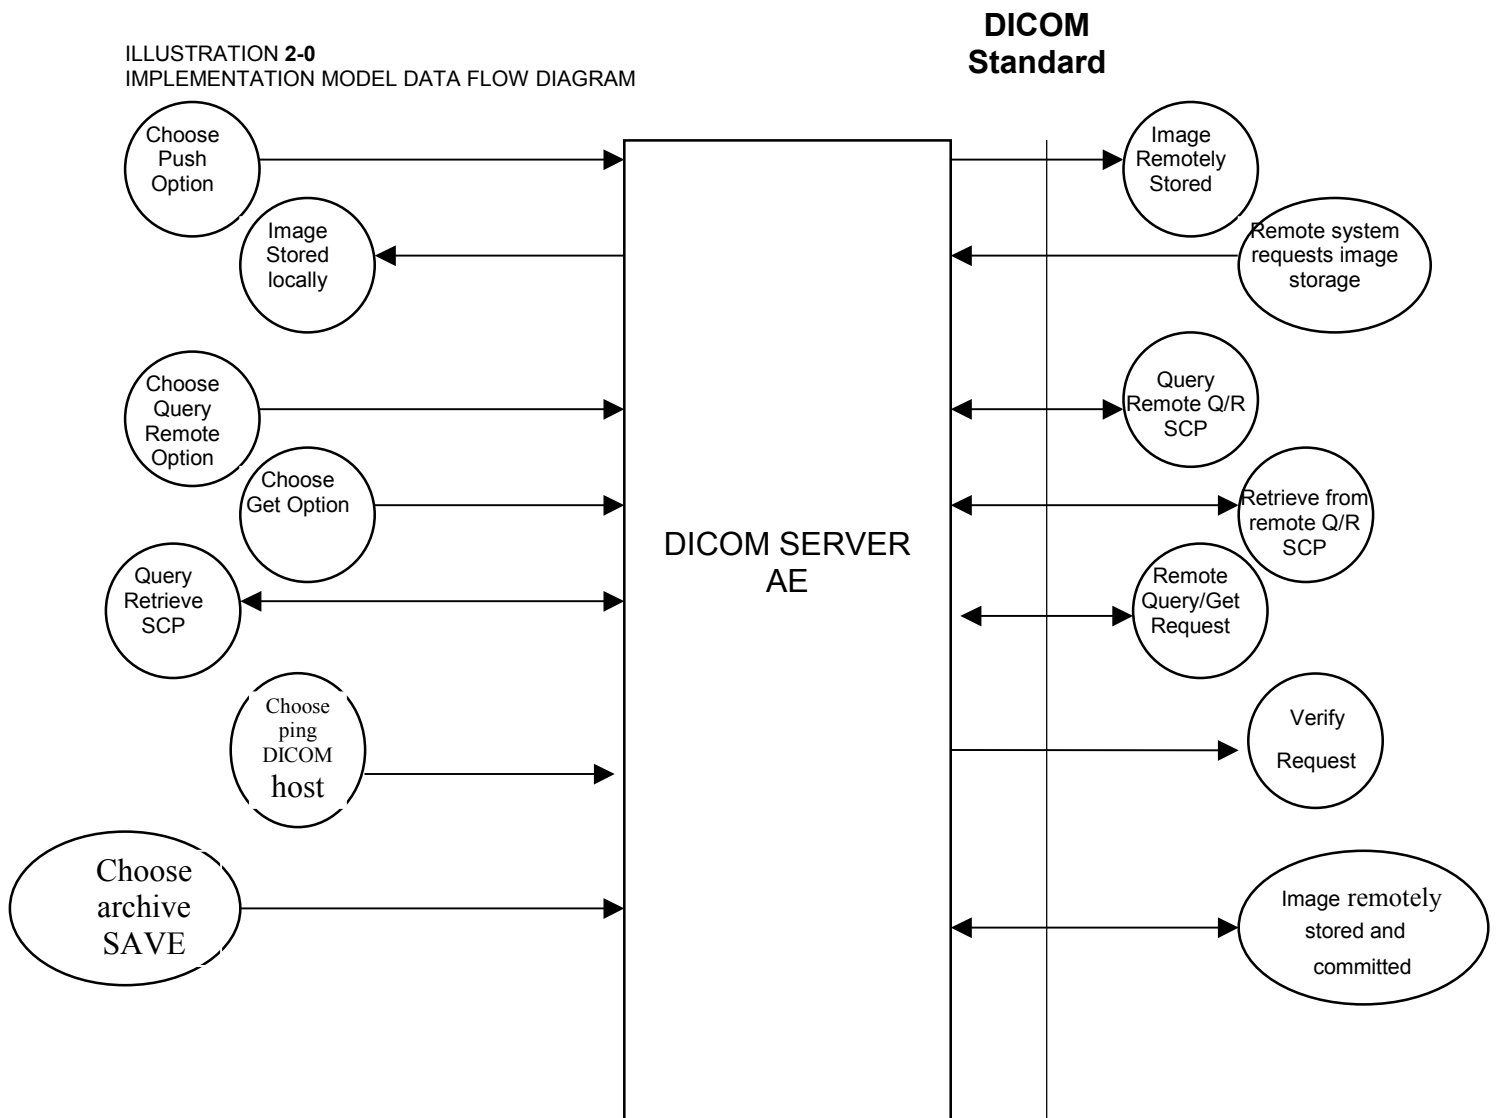 DICOM
Standard
ILLUSTRATION 2-0
IMPLEMENTATION MODEL DATA FLOW DIAGRAM
Choose
Push
Option
Image
Remotely
Stored
Image
Stored
locally
Remote system
requests image
storage
Choose
Query
Remote
Option
Query
Remote Q/R
SCP
Choose
Get Option
Retrieve from
remote Q/R
SCP
DICOM SERVER
AE
Query
Retrieve
SCP
Remote
Query/Get
Request
Choose
ping
DICOM
host
Verify
Request
Choose
archive
SAVE
Image remotely
stored and
committed